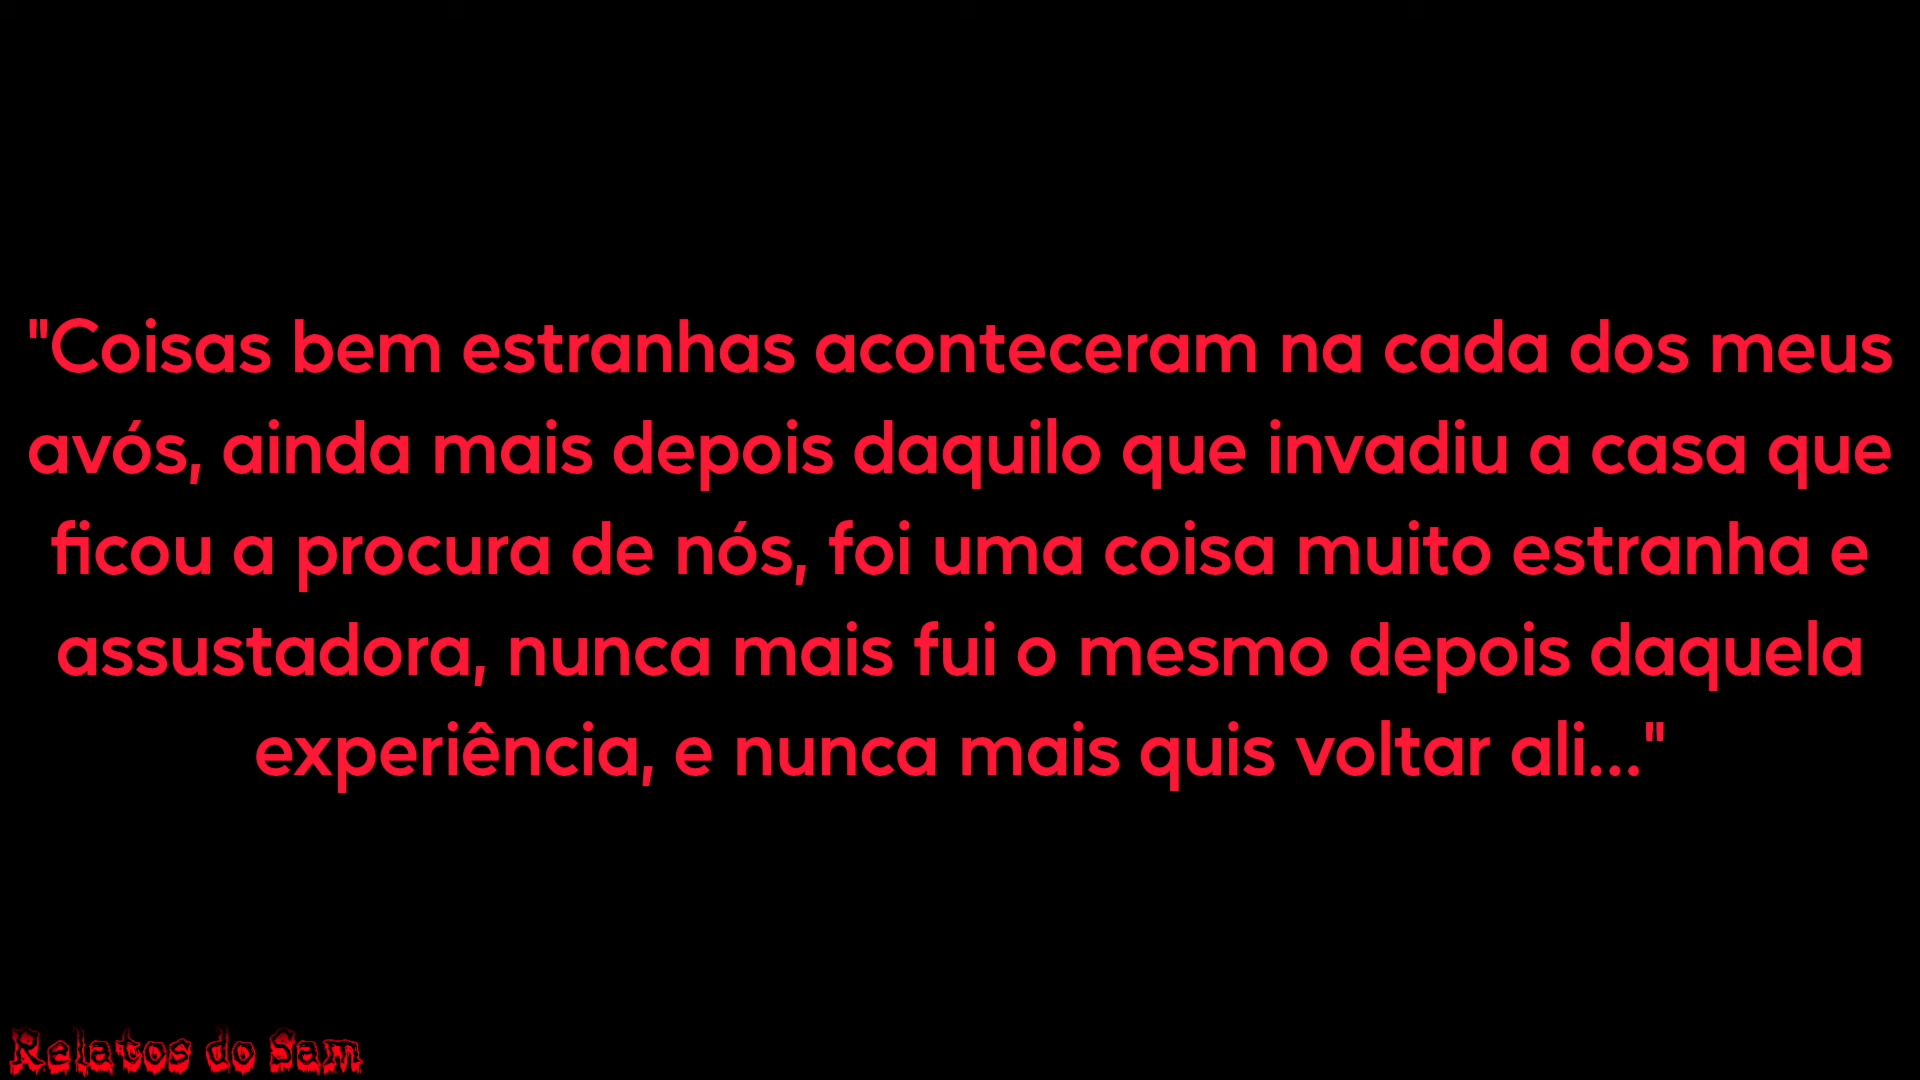 "Coisas bem estranhas aconteceram na cada dos meus
avós, ainda mais depois daquilo que invadiu a casa que
ficou a procura de nós, foi uma coisa muito estranha e
assustadora, nunca mais fui o mesmo depois daquela
experiência, e nunca mais quis voltar ali..."
Relatos do Sam